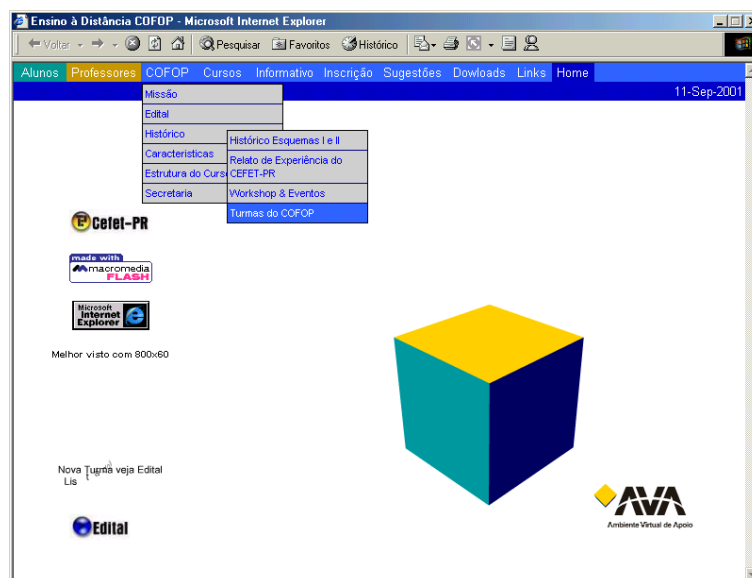 Ensino à Distância COFOP - Microsoft Internet Explorer
Voltar Pesquisar Favoritos Histórico
Alunos Professores COFOP Cursos Informativo Inscrição Sugestões Dowloads Links Home
11-Sep-2001
Missão
Edital
Histórico
Caracteristicas
Estrutura do Curs
Secretaria
Histórico Esquemas I e II
Relato de Experiência do
CEFET-PR
Workshop & Eventos
Turmas do COFOP
Cefet-PR
made with
macromedia
FLASH
Microsoft
Internet
Explorer
Melhor visto com 800x60
Nova Turma veja Edital
Lis
Edital
AVA
Ambiente Virtual de Apoio